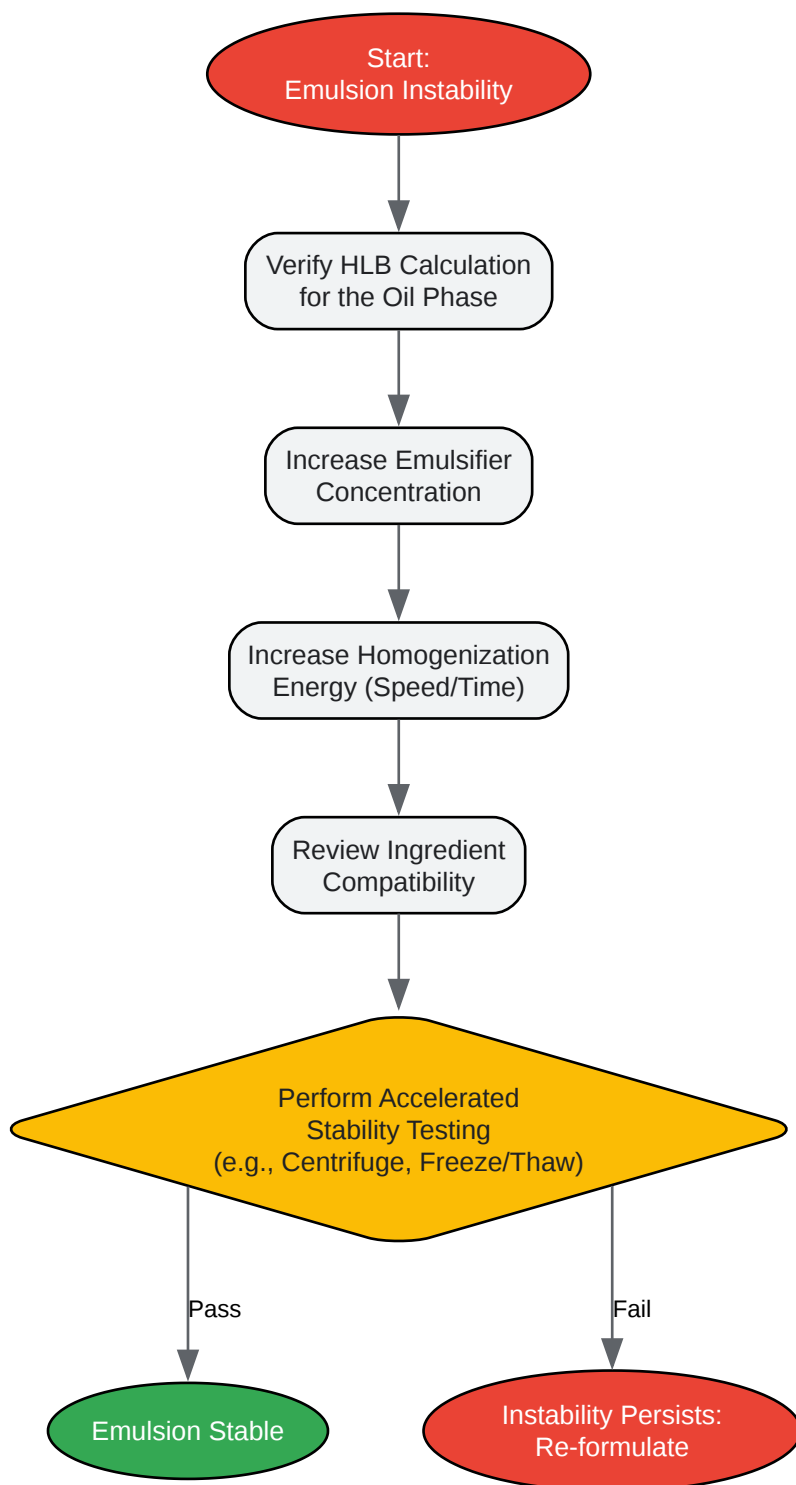 Start:
Emulsion Instability
Verify HLB Calculation
for the Oil Phase
Increase Emulsifier
Concentration
Increase Homogenization
Energy (Speed/Time)
Review Ingredient
Compatibility
Perform Accelerated
Stability Testing
(e.g., Centrifuge, Freeze/Thaw)
Pass
Fail
Emulsion Stable
Instability Persists:
Re-formulate